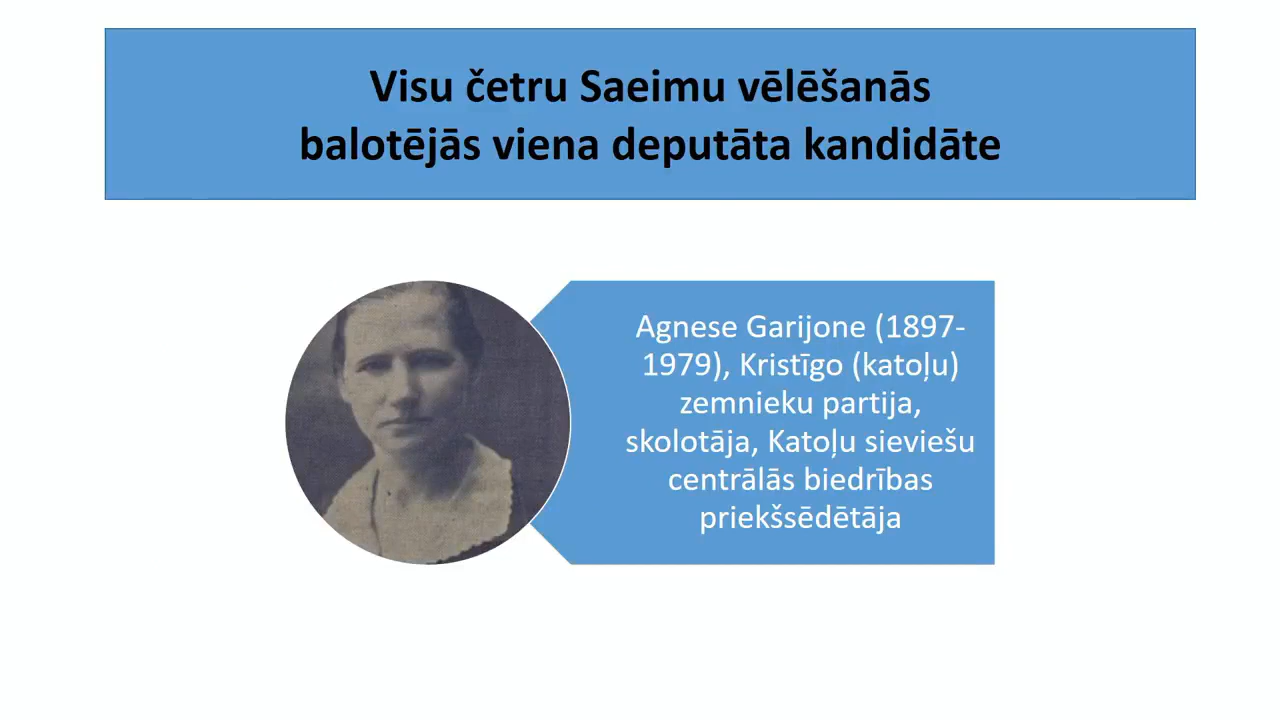 Visu četru Saeimu vēlēšanās
balotējās viena deputāta kandidāte
Agnese Garijone (1897-
1979), Kristīgo (katoļu)
zemnieku partija,
skolotāja, Katoļu sieviešu
centrālās biedrības
priekšsēdētāja